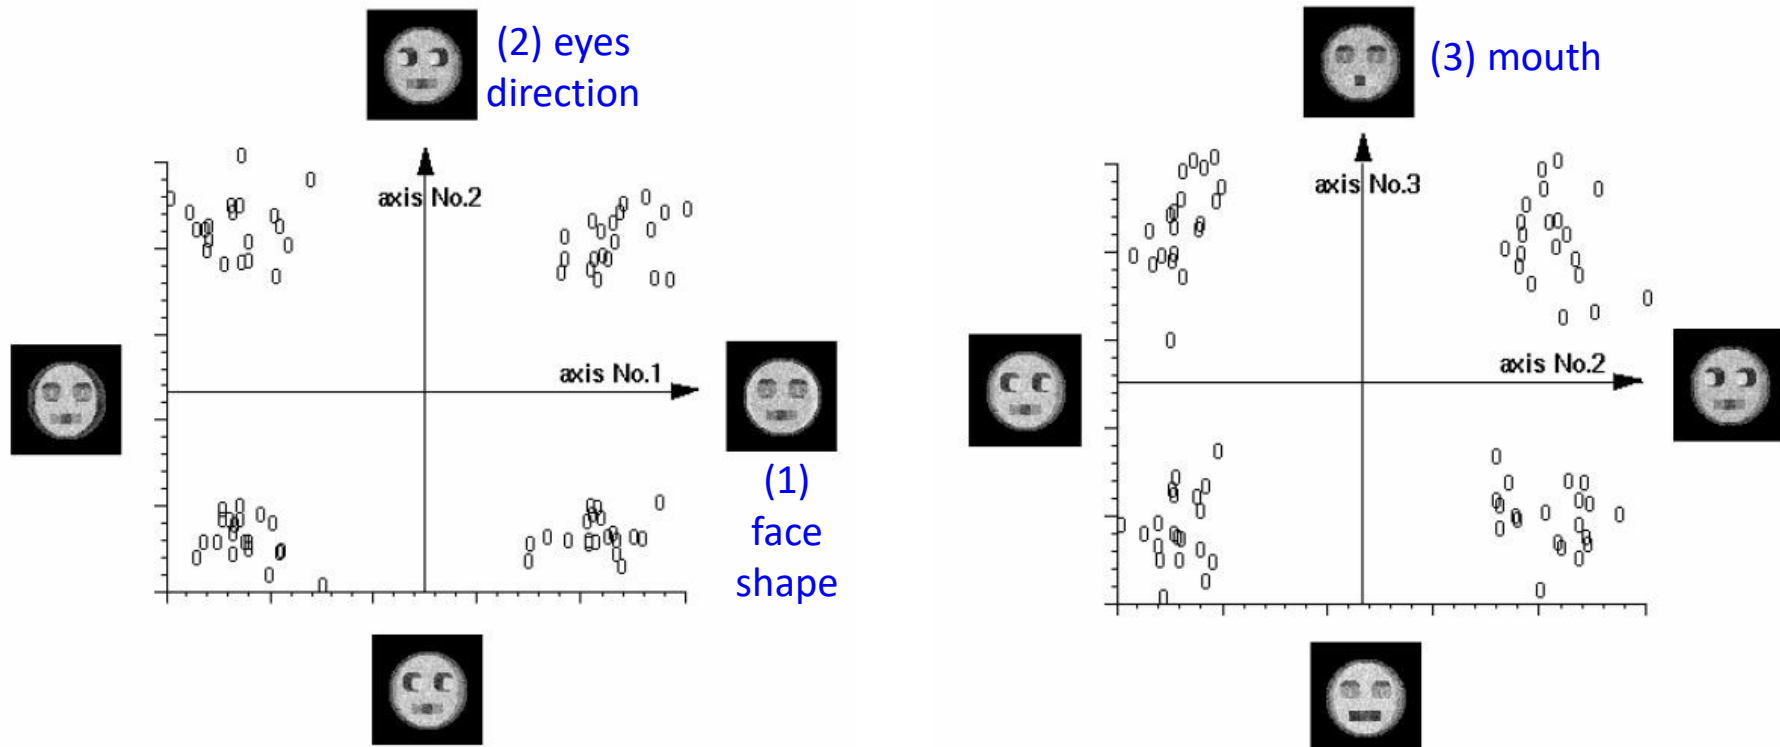 (2) eyes
direction
axis No.2
axis No.1
(1)
face
shape
(3) mouth
axis No.3
axis No.2